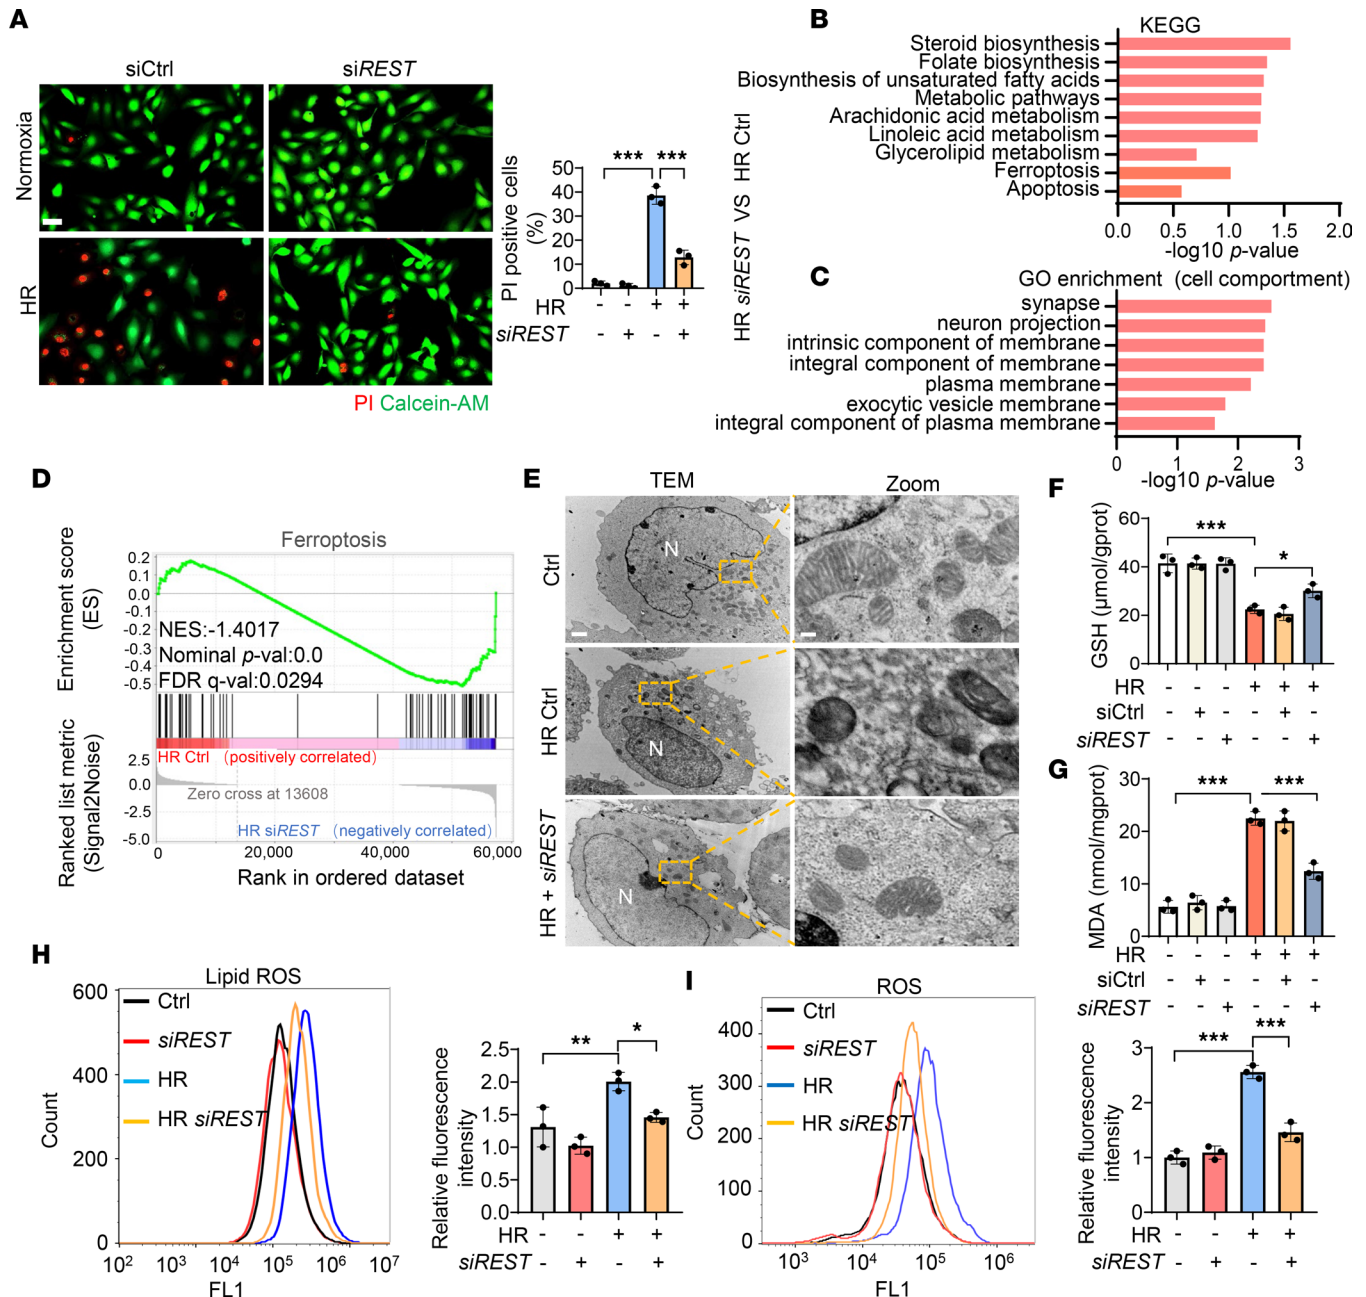 A
siCtrl
siREST
Normoxia
HR
PI Calcein-AM
PI positive cells
(%)
50
40
30
20
10
0
*** ***
HR - - + +
siREST - + - +
B
KEGG
HR siREST VS HR Ctrl
Steroid biosynthesis
Folate biosynthesis
Biosynthesis of unsaturated fatty acids
Metabolic pathways
Arachidonic acid metabolism
Linoleic acid metabolism
Glycerolipid metabolism
Ferroptosis
Apoptosis
0.0 0.5 1.0 1.5 2.0
-log10 p-value
C
GO enrichment (cell comportment)
synapse
neuron projection
intrinsic component of membrane
integral component of membrane
plasma membrane
exocytic vesicle membrane
integral component of plasma membrane
0 1 2 3
-log10 p-value
D
Ferroptosis
Enrichment score
(ES)
0.2
0.1
0.0
-0.1
-0.2
-0.3
-0.4
-0.5
NES:-1.4017
Nominal p-val:0.0
FDR q-val:0.0294
Ranked list metric
(Signal2Noise)
HR Ctrl (positively correlated)
2.5
0.0
-2.5
-5.0
Zero cross at 13608
HR siREST (negatively correlated)
0 20,000 40,000 60,000
Rank in ordered dataset
E
TEM
Zoom
Ctrl
N
HR Ctrl
N
HR + siREST
N
F
GSH (μmol/gprot)
60
40
20
0
***
*
HR - - - + + +
siCtrl - + - - + -
siREST - - + - - +
G
MDA (nmol/mgprot)
30
20
10
0
*** ***
HR - - - + + +
siCtrl - + - - + -
siREST - - + - - +
H
Lipid ROS
Count
600
400
200
0
Ctrl
siREST
HR
HR siREST
102 103 104 105 106 107
FL1
Relative fluorescence
intensity
2.5
2.0
1.5
1.0
0.5
0.0
** *
HR - - + +
siREST - + - +
I
ROS
Count
400
300
200
100
0
Ctrl
siREST
HR
HR siREST
103 104 105 106
FL1
Relative fluorescence
intensity
3
2
1
0
*** ***
HR - - + +
siREST - + - +